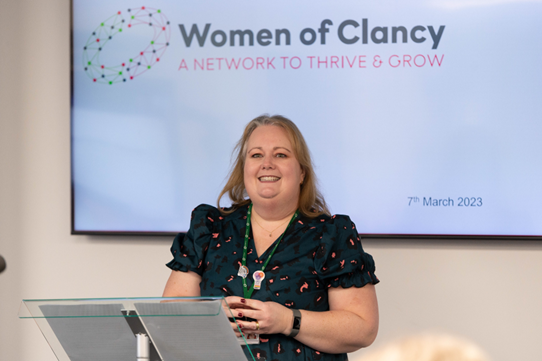 Women of Clancy
A NETWORK TO THRIVE & GROW
7th March 2023